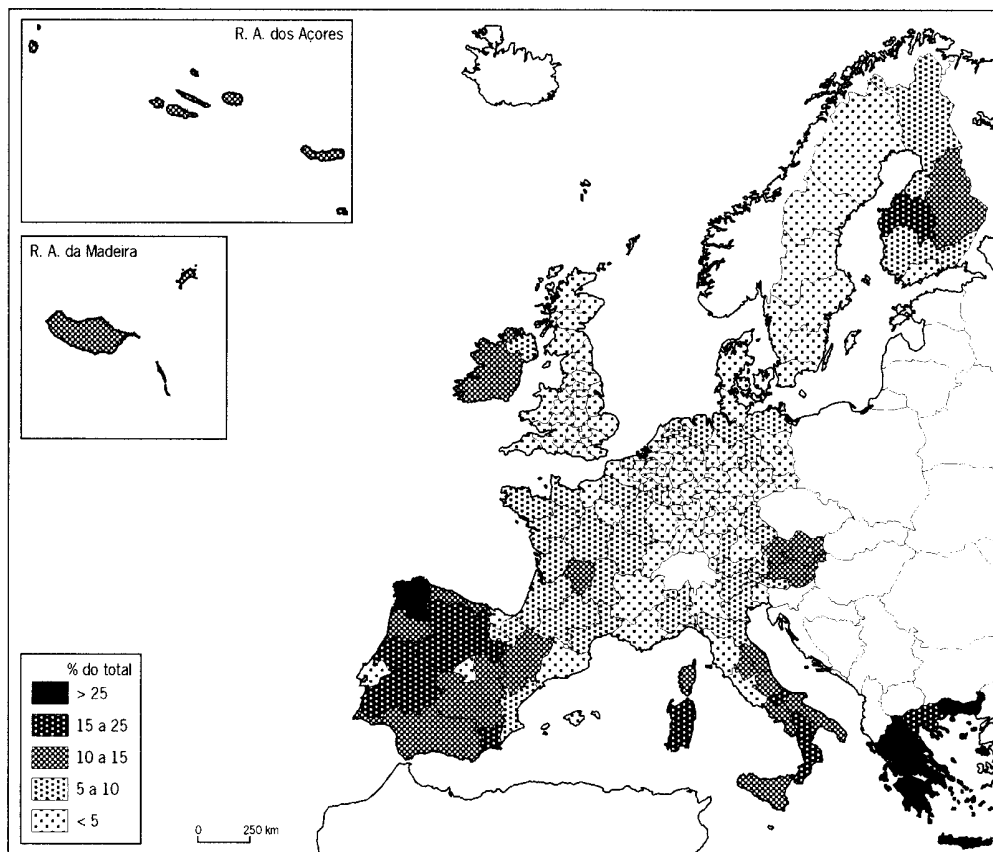 R. A. dos Açores
R. A. da Madeira
% do total
> 25
15 a 25
10 a 15
5 a 10
< 5
0 250 km